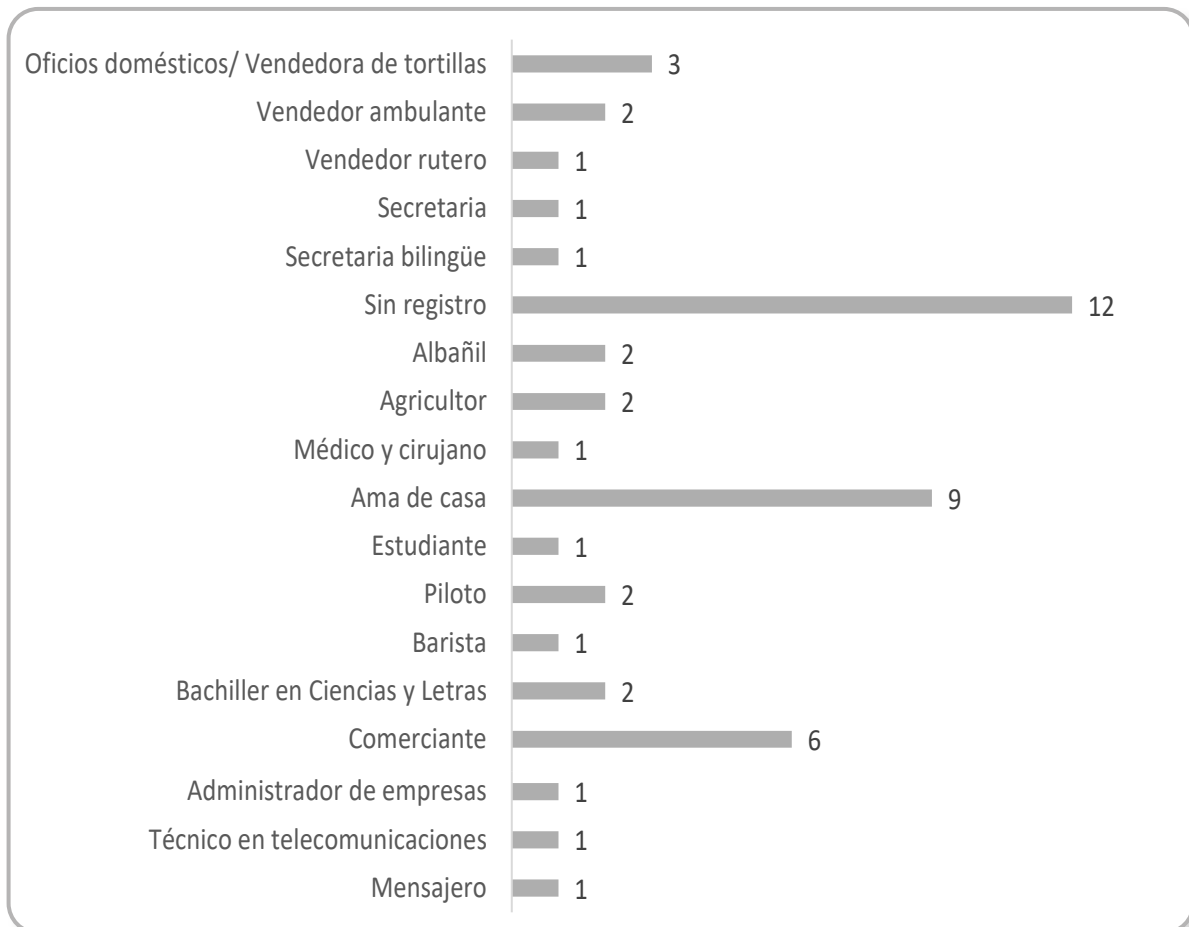 Oficios domésticos/ Vendedora de tortillas 3
Vendedor ambulante 2
Vendedor rutero 1
Secretaria 1
Secretaria bilingüe 1
Sin registro 12
Albañil 2
Agricultor 2
Médico y cirujano 1
Ama de casa 9
Estudiante 1
Piloto 2
Barista 1
Bachiller en Ciencias y Letras 2
Comerciante 6
Administrador de empresas 1
Técnico en telecomunicaciones 1
Mensajero 1